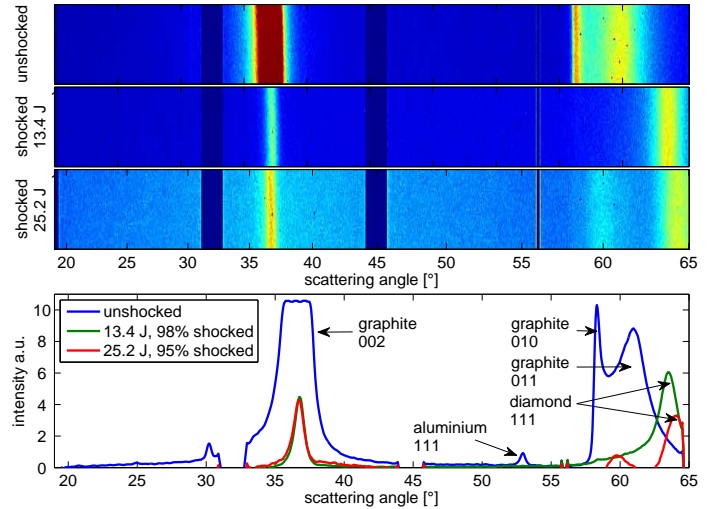 unshocked
shocked
13.4 J
shocked
25.2 J
20 25 30 35 40 45 50 55 60 65
scattering angle [°]
10
8
6
4
2
0
intensity a.u.
unshocked
13.4 J, 98% shocked
25.2 J, 95% shocked
graphite
002
graphite
010
graphite
011
diamond
111
aluminium
111
20 25 30 35 40 45 50 55 60 65
scattering angle [°]